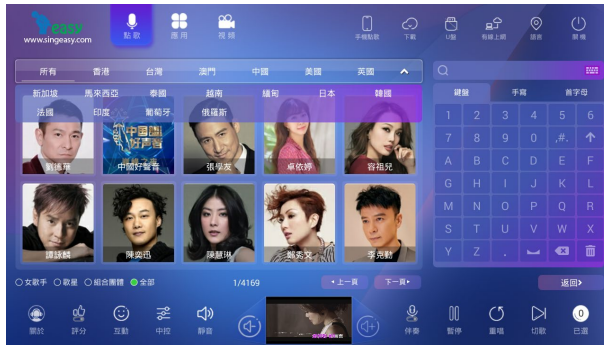 Singeasy
www.singeasy.com
點歌
應用
視頻
手機點歌
下載
U盤
有線上網
語音
關機
所有 香港 台灣 澳門 中國 美國 英國
新加坡 馬來西亞 泰國 越南 緬甸 日本 韓國
法國 印度 葡萄牙 俄羅斯
鍵盤 手寫 首字母
1 2 3 4 5 6
7 8 9 0 #. ↑
A B C D E F
G H I J K L
M N O P Q R
S T U V W X
Y Z .
中国好声音
劉德華 中國好聲音 張學友 卓依婷 容祖兒
譚詠麟 陳奕迅 陳慧琳 鄭秀文 李克勤
女歌手 歌星 組合團體 全部 1/4169 上一頁 下一頁 返回>
關於 評分 互動 中控 靜音 伴奏 暫停 重唱 切歌 已選
0